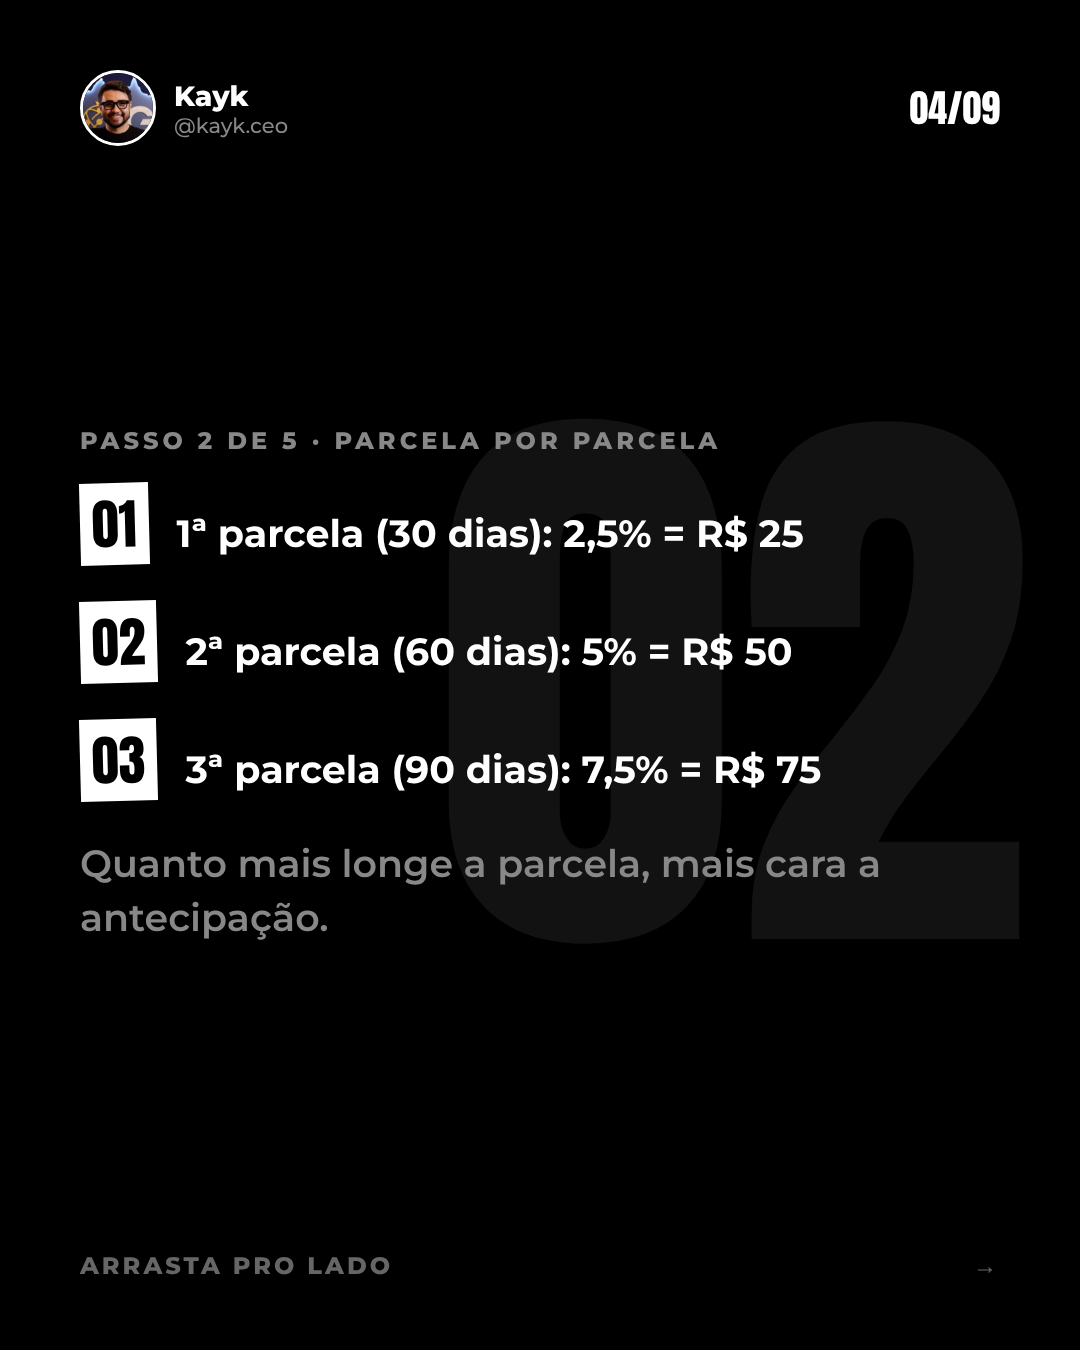 Kayk
@kayk.ceo
04/09
PASSO 2 DE 5 · PARCELA POR PARCELA
02
01 1ª parcela (30 dias): 2,5% = R$ 25
02 2ª parcela (60 dias): 5% = R$ 50
03 3ª parcela (90 dias): 7,5% = R$ 75
Quanto mais longe a parcela, mais cara a
antecipação.
ARRASTA PRO LADO →